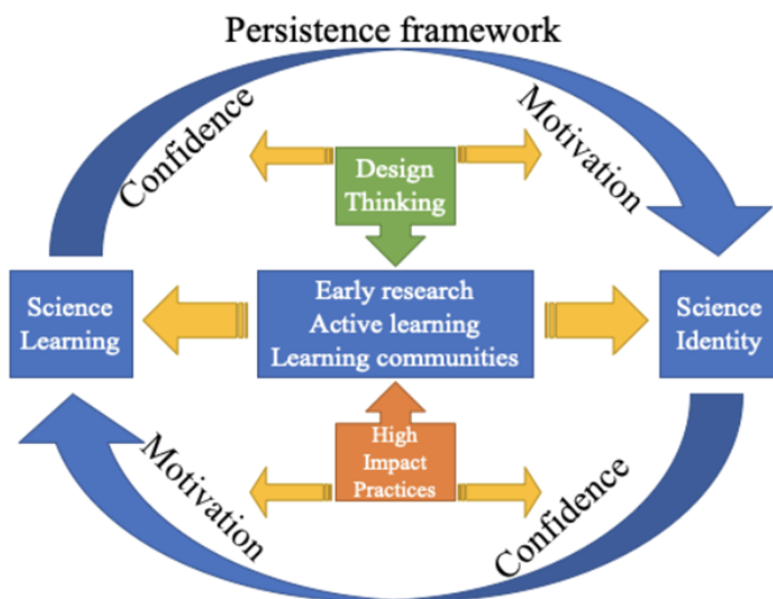 Persistence framework
Confidence
Motivation
Design
Thinking
Science
Learning
Early research
Active learning
Learning communities
Science
Identity
High
Impact
Practices
Motivation
Confidence